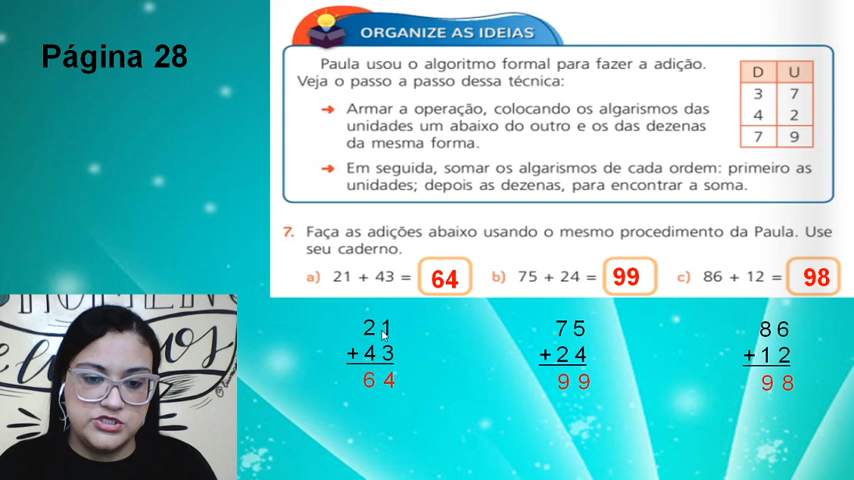 Página 28
ORGANIZE AS IDEIAS
Paula usou o algoritmo formal para fazer a adição.
Veja o passo a passo dessa técnica:
➔ Armar a operação, colocando os algarismos das
unidades um abaixo do outro e os das dezenas
da mesma forma.
➔ Em seguida, somar os algarismos de cada ordem: primeiro as
unidades; depois as dezenas, para encontrar a soma.
D U
3 7
4 2
7 9
7. Faça as adições abaixo usando o mesmo procedimento da Paula. Use
seu caderno.
a) 21 + 43 = 64 b) 75 + 24 = 99 c) 86 + 12 = 98
21
+43
64
75
+24
99
86
+12
98